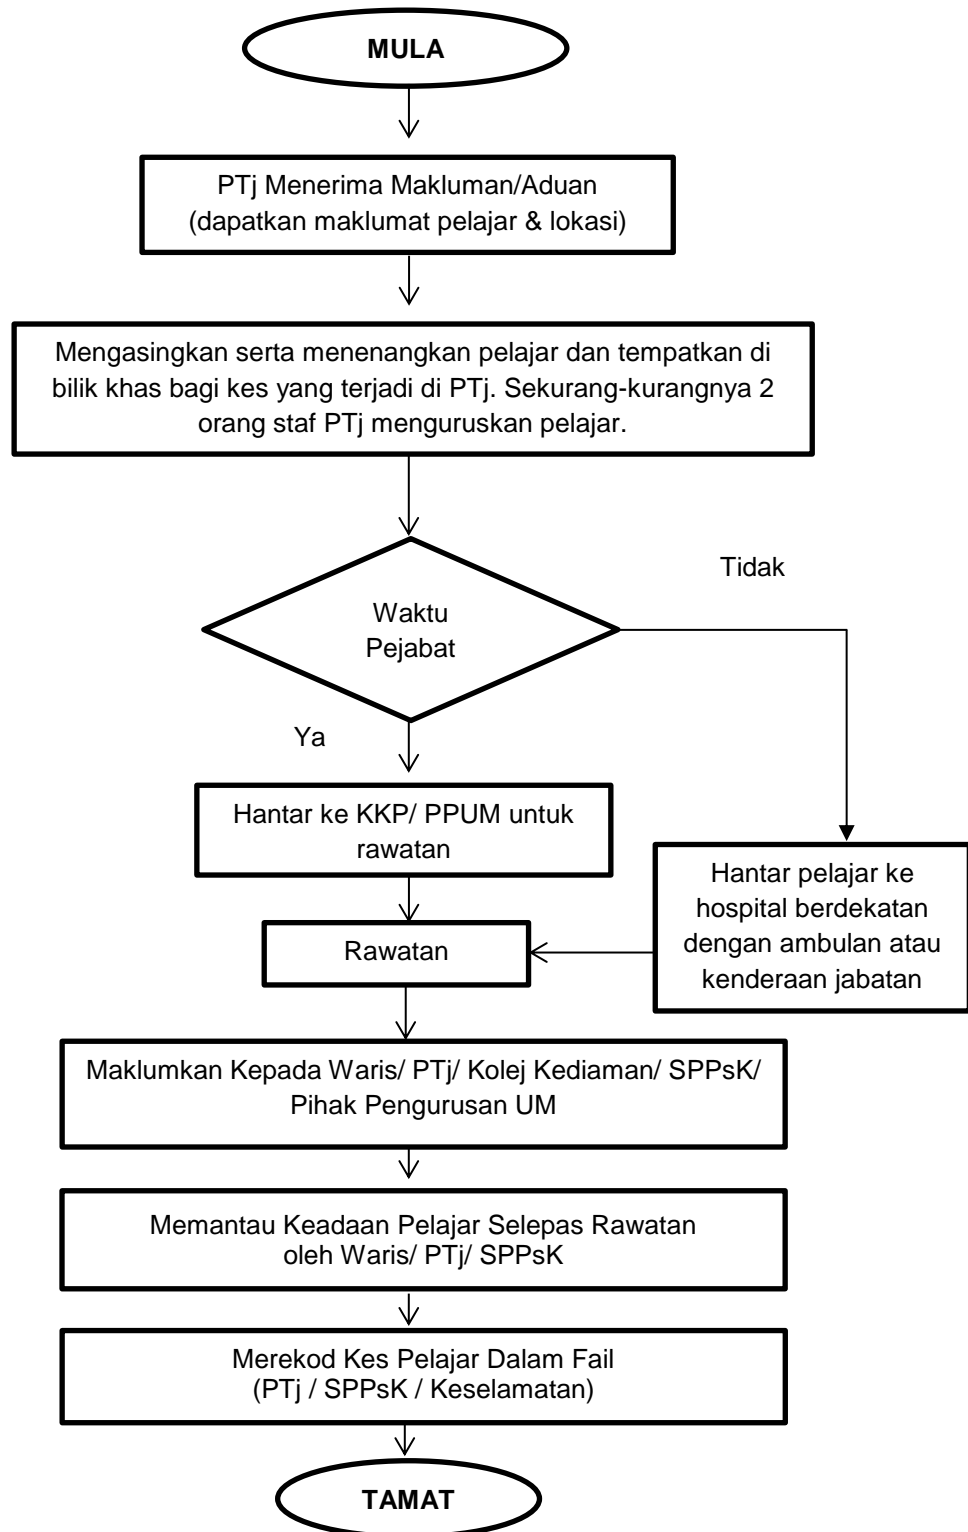 MULA
PTj Menerima Makluman/Aduan
(dapatkan maklumat pelajar & lokasi)
Mengasingkan serta menenangkan pelajar dan tempatkan di
bilik khas bagi kes yang terjadi di PTj. Sekurang-kurangnya 2
orang staf PTj menguruskan pelajar.
Tidak
Waktu
Pejabat
Ya
Hantar ke KKP/ PPUM untuk
rawatan
Hantar pelajar ke
hospital berdekatan
dengan ambulan atau
kenderaan jabatan
Rawatan
Maklumkan Kepada Waris/ PTj/ Kolej Kediaman/ SPPsK/
Pihak Pengurusan UM
Memantau Keadaan Pelajar Selepas Rawatan
oleh Waris/ PTj/ SPPsK
Merekod Kes Pelajar Dalam Fail
(PTj / SPPsK / Keselamatan)
TAMAT